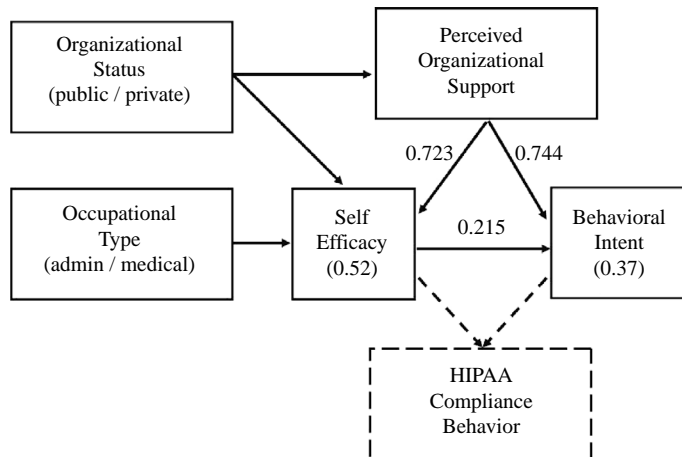 Organizational
Status
(public / private)
Perceived
Organizational
Support
0.723
0.744
Occupational
Type
(admin / medical)
Self
Efficacy
(0.52)
0.215
Behavioral
Intent
(0.37)
HIPAA
Compliance
Behavior